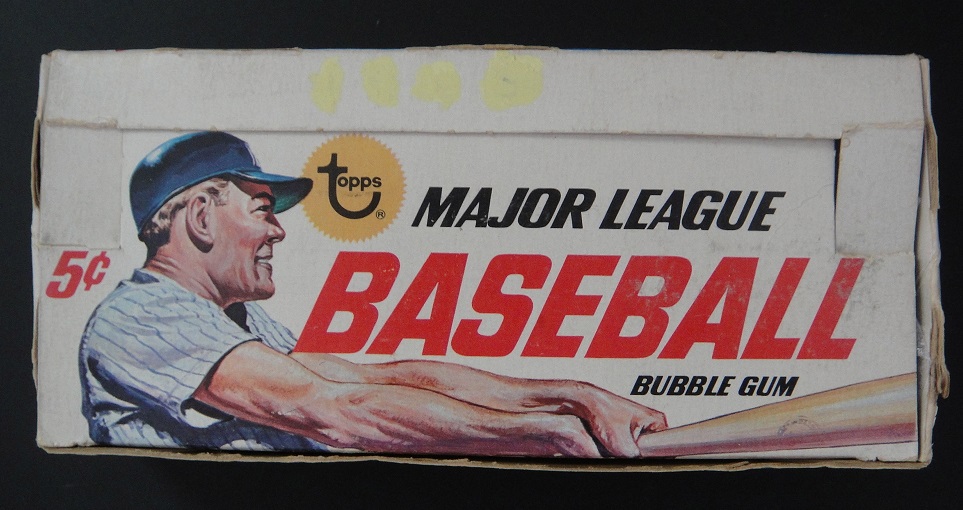 topps
®
MAJOR LEAGUE
5¢
BASEBALL
BUBBLE GUM